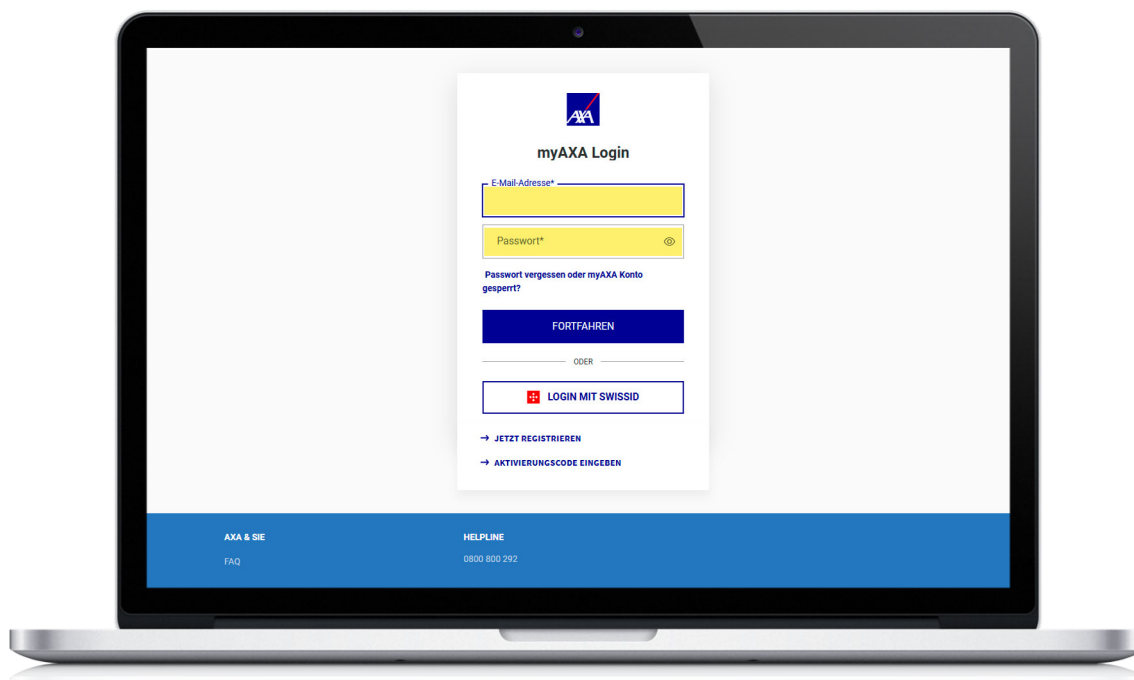 AXA
myAXA Login
E-Mail-Adresse*
Passwort*
Passwort vergessen oder myAXA Konto
gesperrt?
FORTFAHREN
ODER
LOGIN MIT SWISSID
→ JETZT REGISTRIEREN
→ AKTIVIERUNGSCODE EINGEBEN
AXA & SIE
FAQ
HELPLINE
0800 800 292